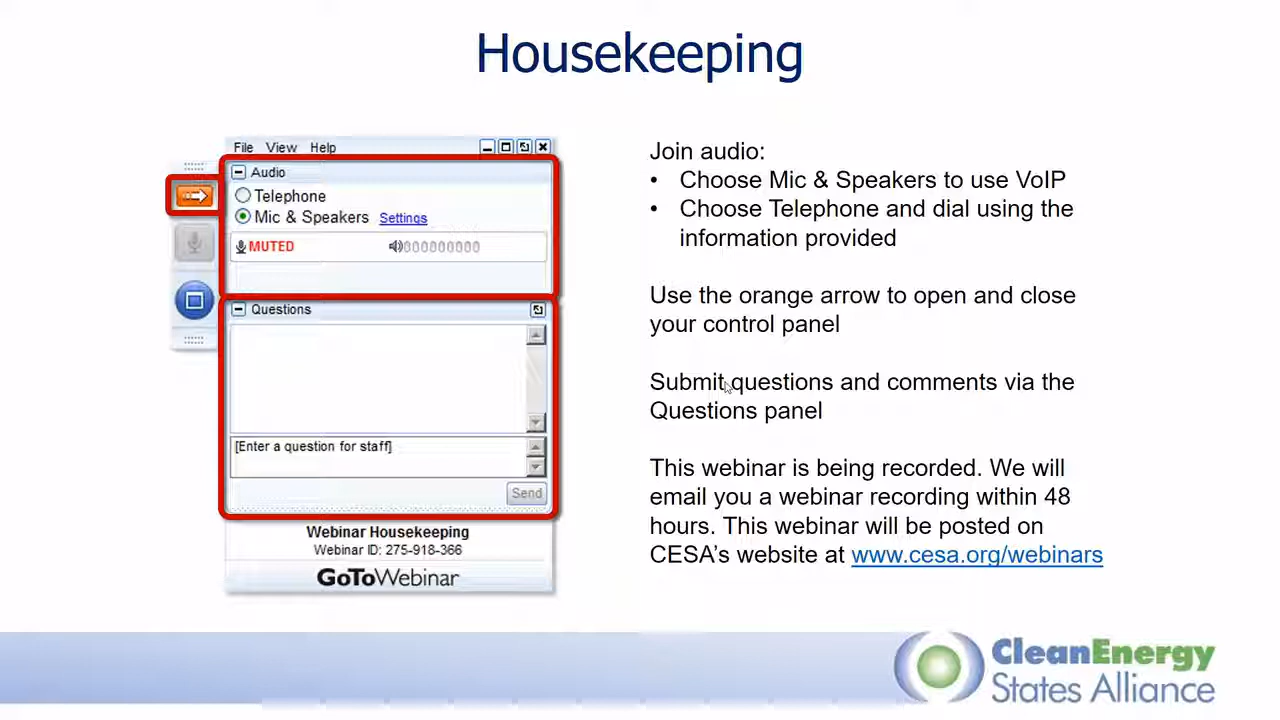 Housekeeping
File View Help
Audio
Telephone
Mic & Speakers Settings
MUTED
Questions
[Enter a question for staff]
Send
Webinar Housekeeping
Webinar ID: 275-918-366
GoToWebinar
Join audio:
• Choose Mic & Speakers to use VoIP
• Choose Telephone and dial using the
information provided
Use the orange arrow to open and close
your control panel
Submit questions and comments via the
Questions panel
This webinar is being recorded. We will
email you a webinar recording within 48
hours. This webinar will be posted on
CESA’s website at www.cesa.org/webinars
CleanEnergy
States Alliance